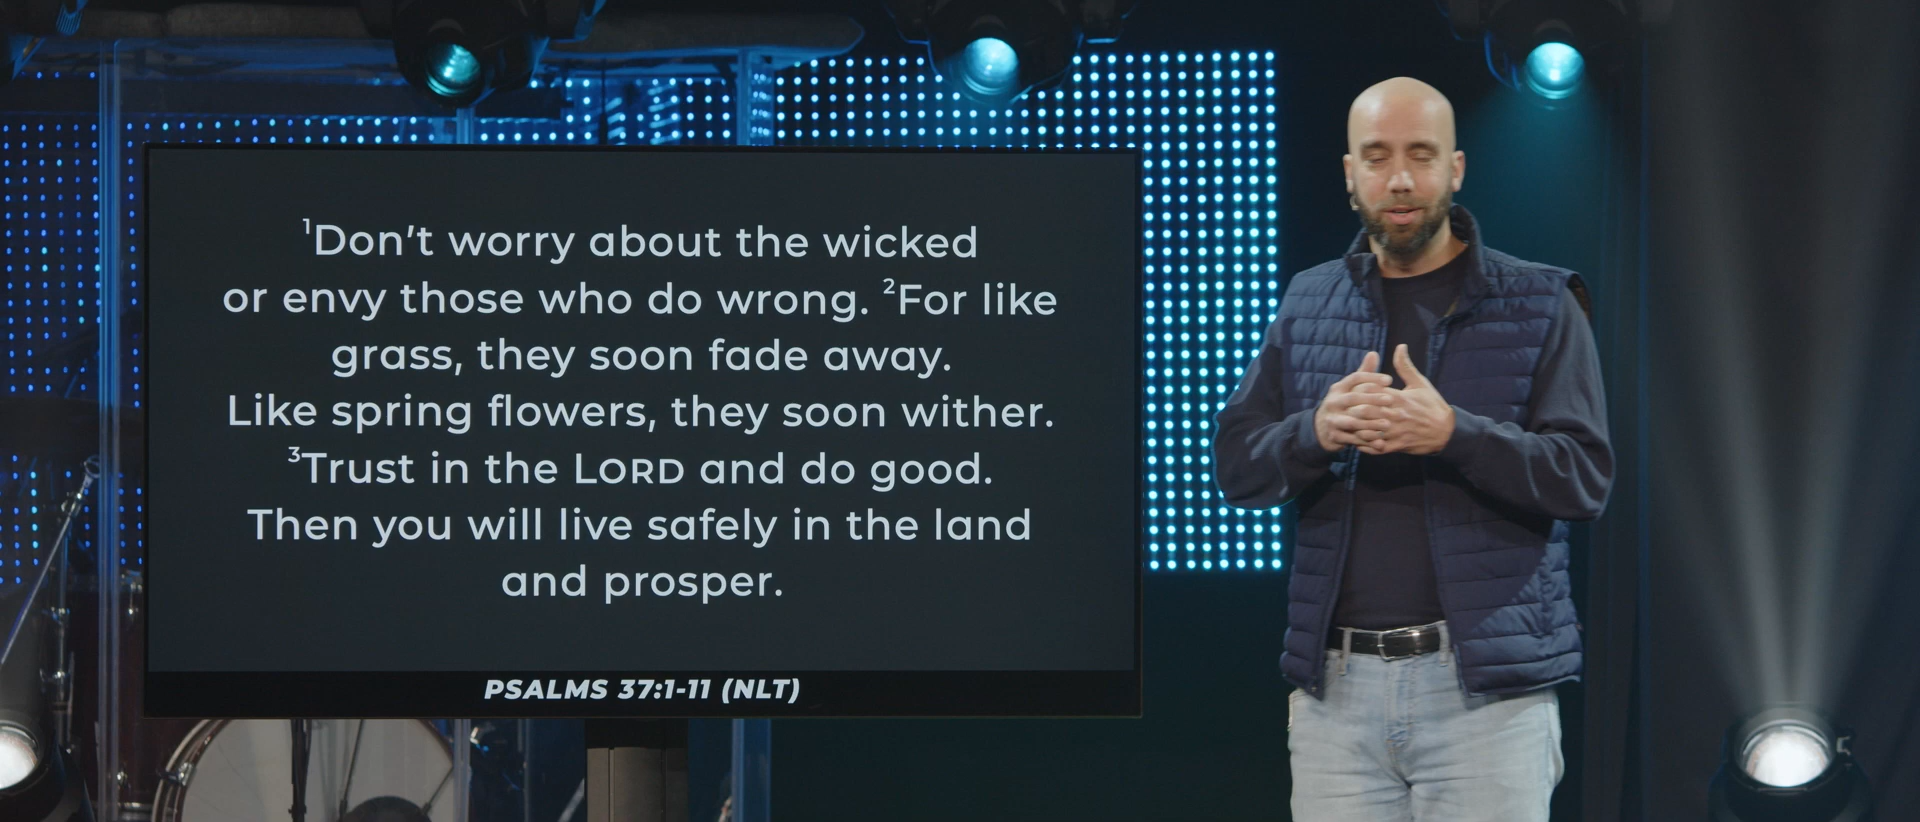 ¹Don’t worry about the wicked
or envy those who do wrong. ²For like
grass, they soon fade away.
Like spring flowers, they soon wither.
³Trust in the LORD and do good.
Then you will live safely in the land
and prosper.
PSALMS 37:1-11 (NLT)